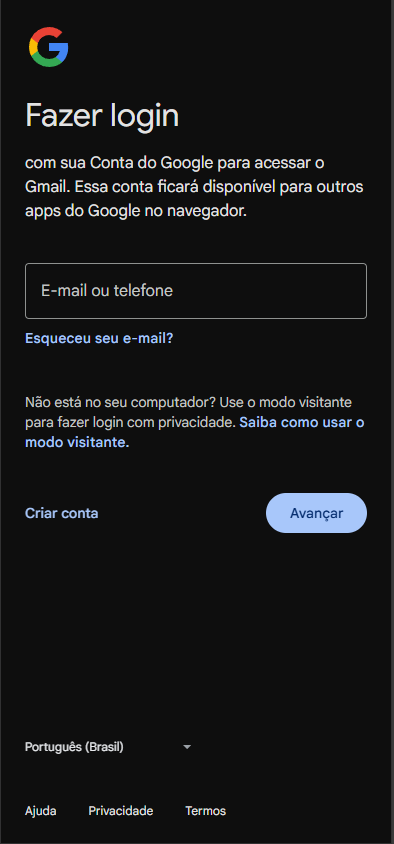 Fazer login
com sua Conta do Google para acessar o
Gmail. Essa conta ficará disponível para outros
apps do Google no navegador.
E-mail ou telefone
Esqueceu seu e-mail?
Não está no seu computador? Use o modo visitante
para fazer login com privacidade. Saiba como usar o
modo visitante.
Criar conta
Avançar
Português (Brasil)
Ajuda
Privacidade
Termos